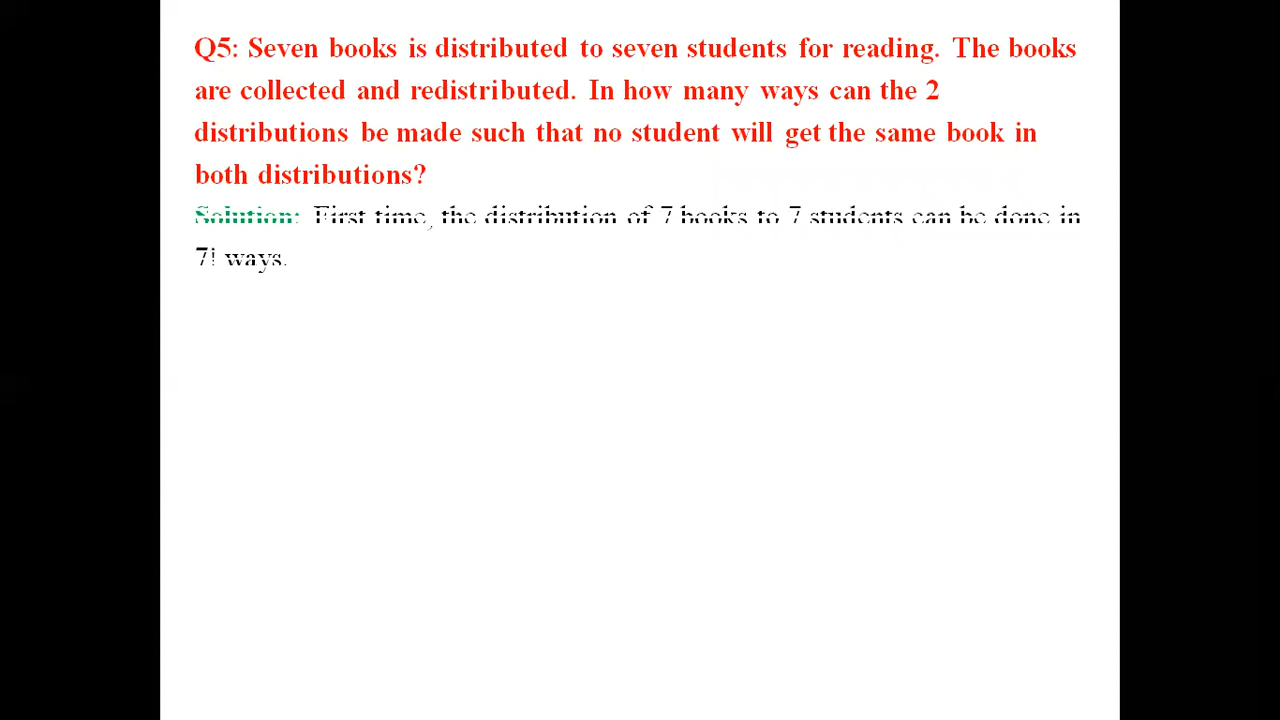 Q5: Seven books is distributed to seven students for reading. The books
are collected and redistributed. In how many ways can the 2
distributions be made such that no student will get the same book in
both distributions?
Solution: First time, the distribution of 7 books to 7 students can be done in
7! ways.